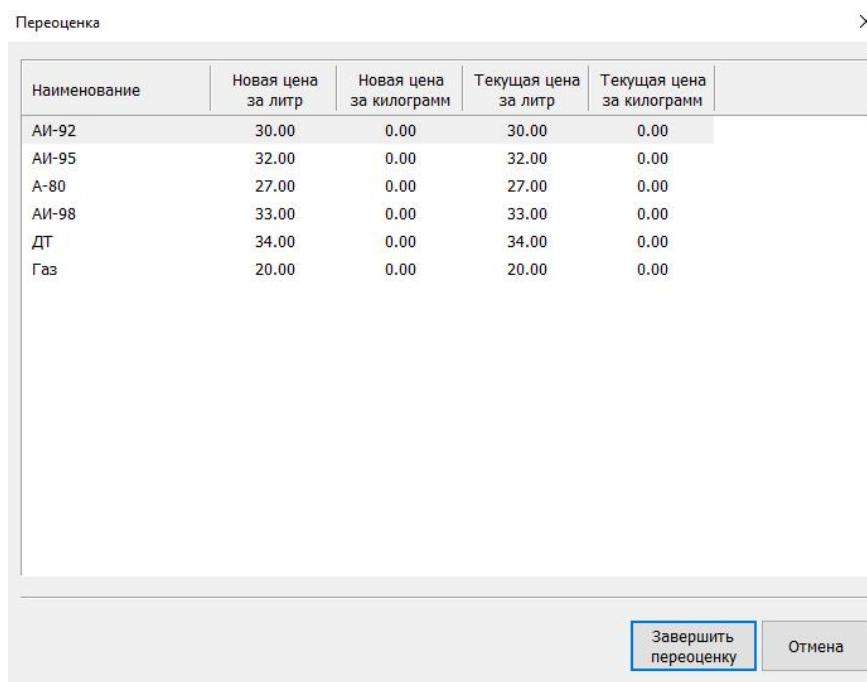 Переоценка
Наименование Новая цена за литр Новая цена за килограмм Текущая цена за литр Текущая цена за килограмм
АИ-92 30.00 0.00 30.00 0.00
АИ-95 32.00 0.00 32.00 0.00
А-80 27.00 0.00 27.00 0.00
АИ-98 33.00 0.00 33.00 0.00
ДТ 34.00 0.00 34.00 0.00
Газ 20.00 0.00 20.00 0.00
Завершить
переоценку
Отмена